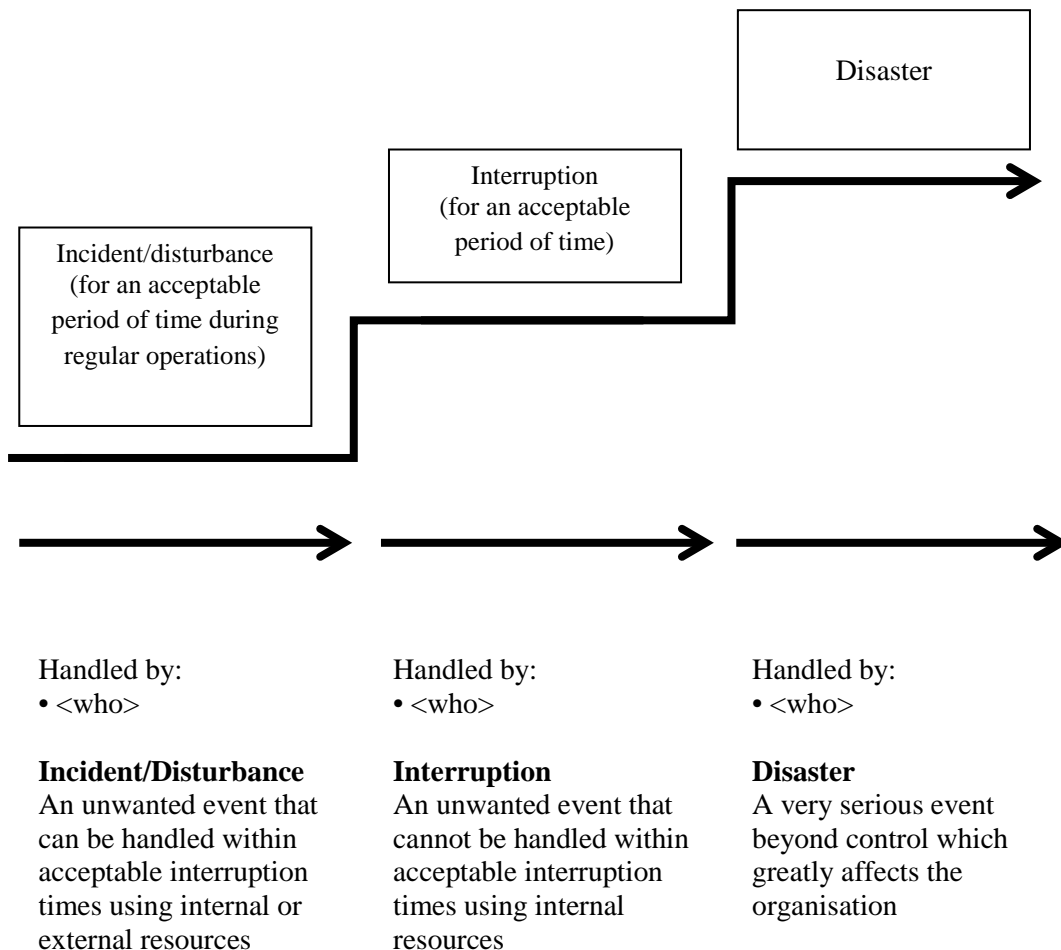 Disaster
Interruption
(for an acceptable
period of time)
Incident/disturbance
(for an acceptable
period of time during
regular operations)
Handled by:
• <who>
Incident/Disturbance
An unwanted event that
can be handled within
acceptable interruption
times using internal or
external resources
Handled by:
• <who>
Interruption
An unwanted event that
cannot be handled within
acceptable interruption
times using internal
resources
Handled by:
• <who>
Disaster
A very serious event
beyond control which
greatly affects the
organisation